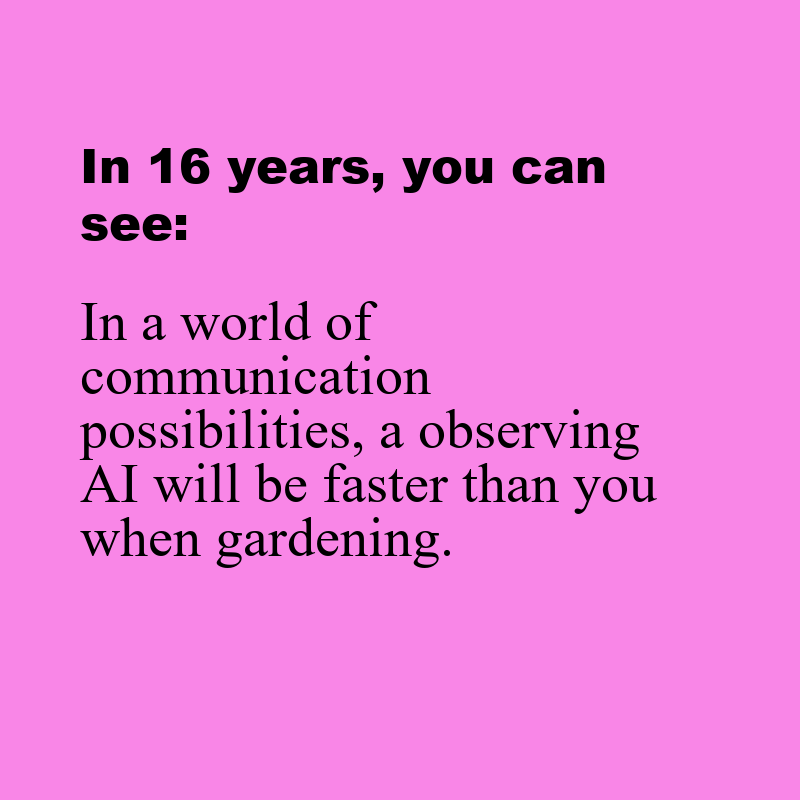 In 16 years, you can
see:
In a world of
communication
possibilities, a observing
AI will be faster than you
when gardening.